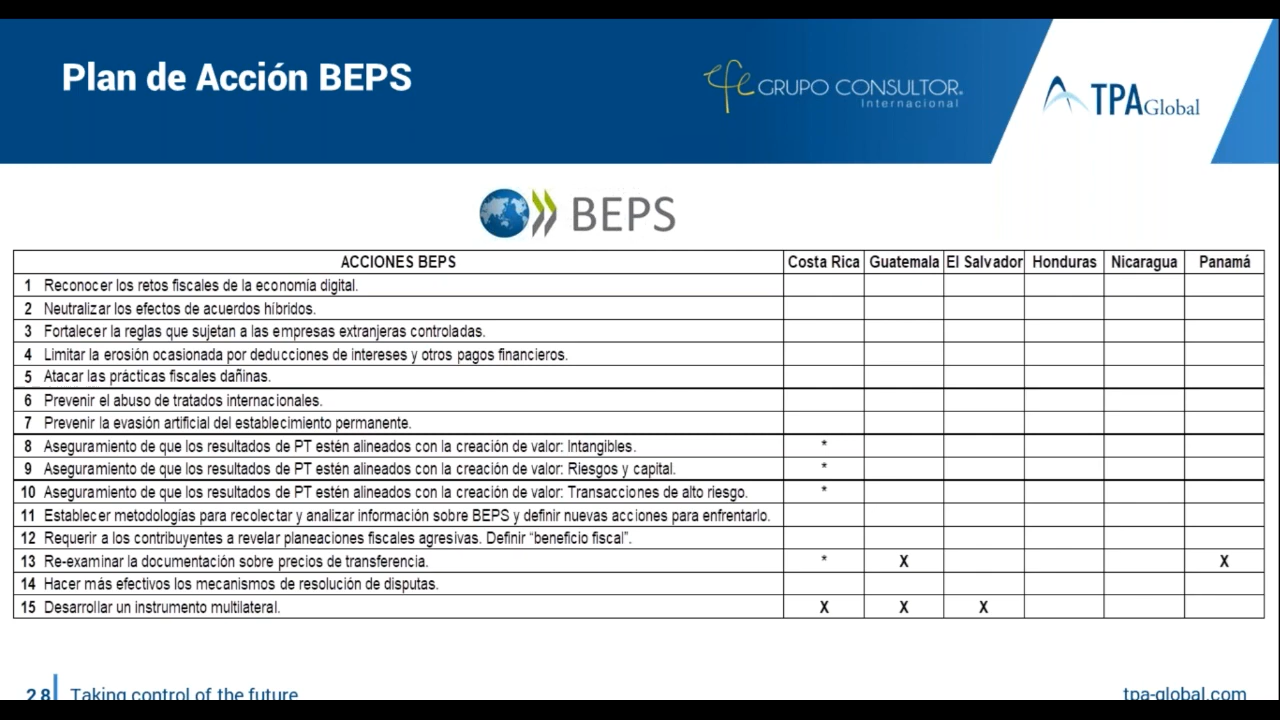 Plan de Acción BEPS
efe GRUPO CONSULTOR.
Internacional
TPA Global
BEPS
ACCIONES BEPS Costa Rica Guatemala El Salvador Honduras Nicaragua Panamá
1 Reconocer los retos fiscales de la economía digital.
2 Neutralizar los efectos de acuerdos híbridos.
3 Fortalecer la reglas que sujetan a las empresas extranjeras controladas.
4 Limitar la erosión ocasionada por deducciones de intereses y otros pagos financieros.
5 Atacar las prácticas fiscales dañinas.
6 Prevenir el abuso de tratados internacionales.
7 Prevenir la evasión artificial del establecimiento permanente.
8 Aseguramiento de que los resultados de PT estén alineados con la creación de valor: Intangibles. *
9 Aseguramiento de que los resultados de PT estén alineados con la creación de valor: Riesgos y capital. *
10 Aseguramiento de que los resultados de PT estén alineados con la creación de valor: Transacciones de alto riesgo. *
11 Establecer metodologías para recolectar y analizar información sobre BEPS y definir nuevas acciones para enfrentarlo.
12 Requerir a los contribuyentes a revelar planeaciones fiscales agresivas. Definir “beneficio fiscal”.
13 Re-examinar la documentación sobre precios de transferencia. * X X
14 Hacer más efectivos los mecanismos de resolución de disputas.
15 Desarrollar un instrumento multilateral. X X X
28 Taking control of the future tpa-global.com